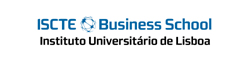 ISCTE Business School
Instituto Universitário de Lisboa